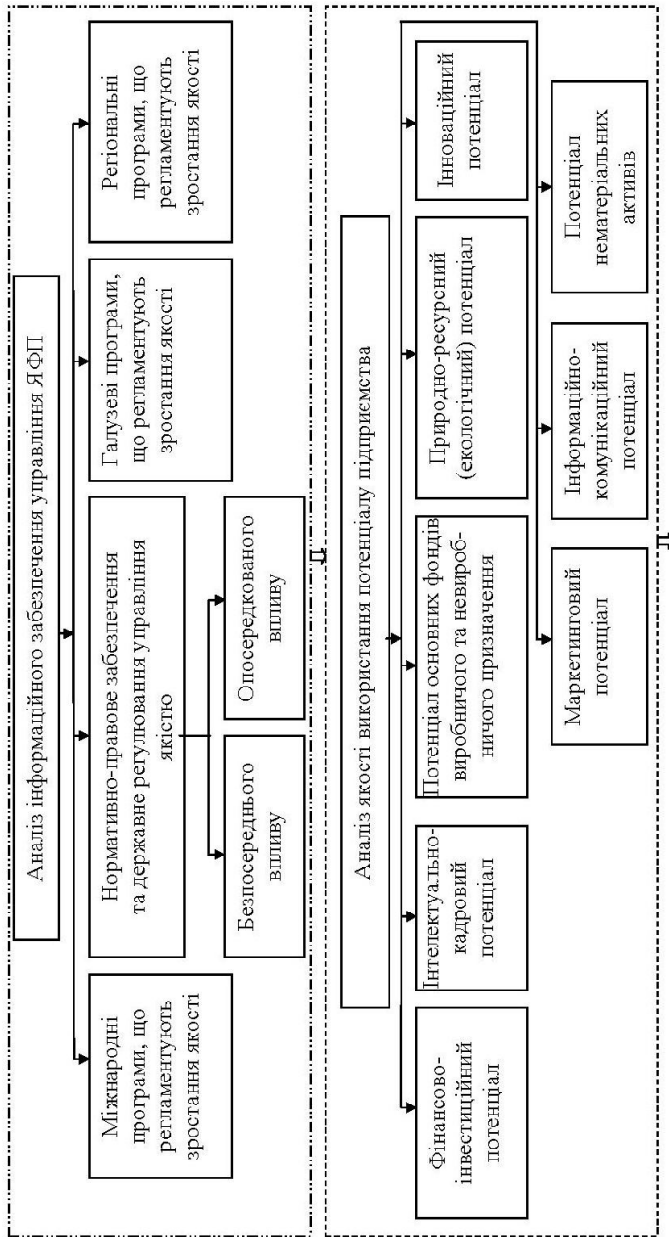 Аналіз інформаційного забезпечення управління ЯФП
Міжнародні
програми, що
регламентують
зростання якості
Нормативно-правове забезпечення
та державне регулювання управління
якістю
Галузеві програми,
що регламентують
зростання якості
Регіональні
програми, що
регламентують
зростання якості
Безпосереднього
впливу
Опосередкованого
впливу
Аналіз якості використання потенціалу підприємства
Фінансово-
інвестиційний
потенціал
Інтелектуально-
кадровий
потенціал
Потенціал основних фондів
виробничого та невироб-
ничого призначення
Природно-ресурсний
(екологічний) потенціал
Інноваційний
потенціал
Маркетинговий
потенціал
Інформаційно-
комунікаційний
потенціал
Потенціал
нематеріальних
активів